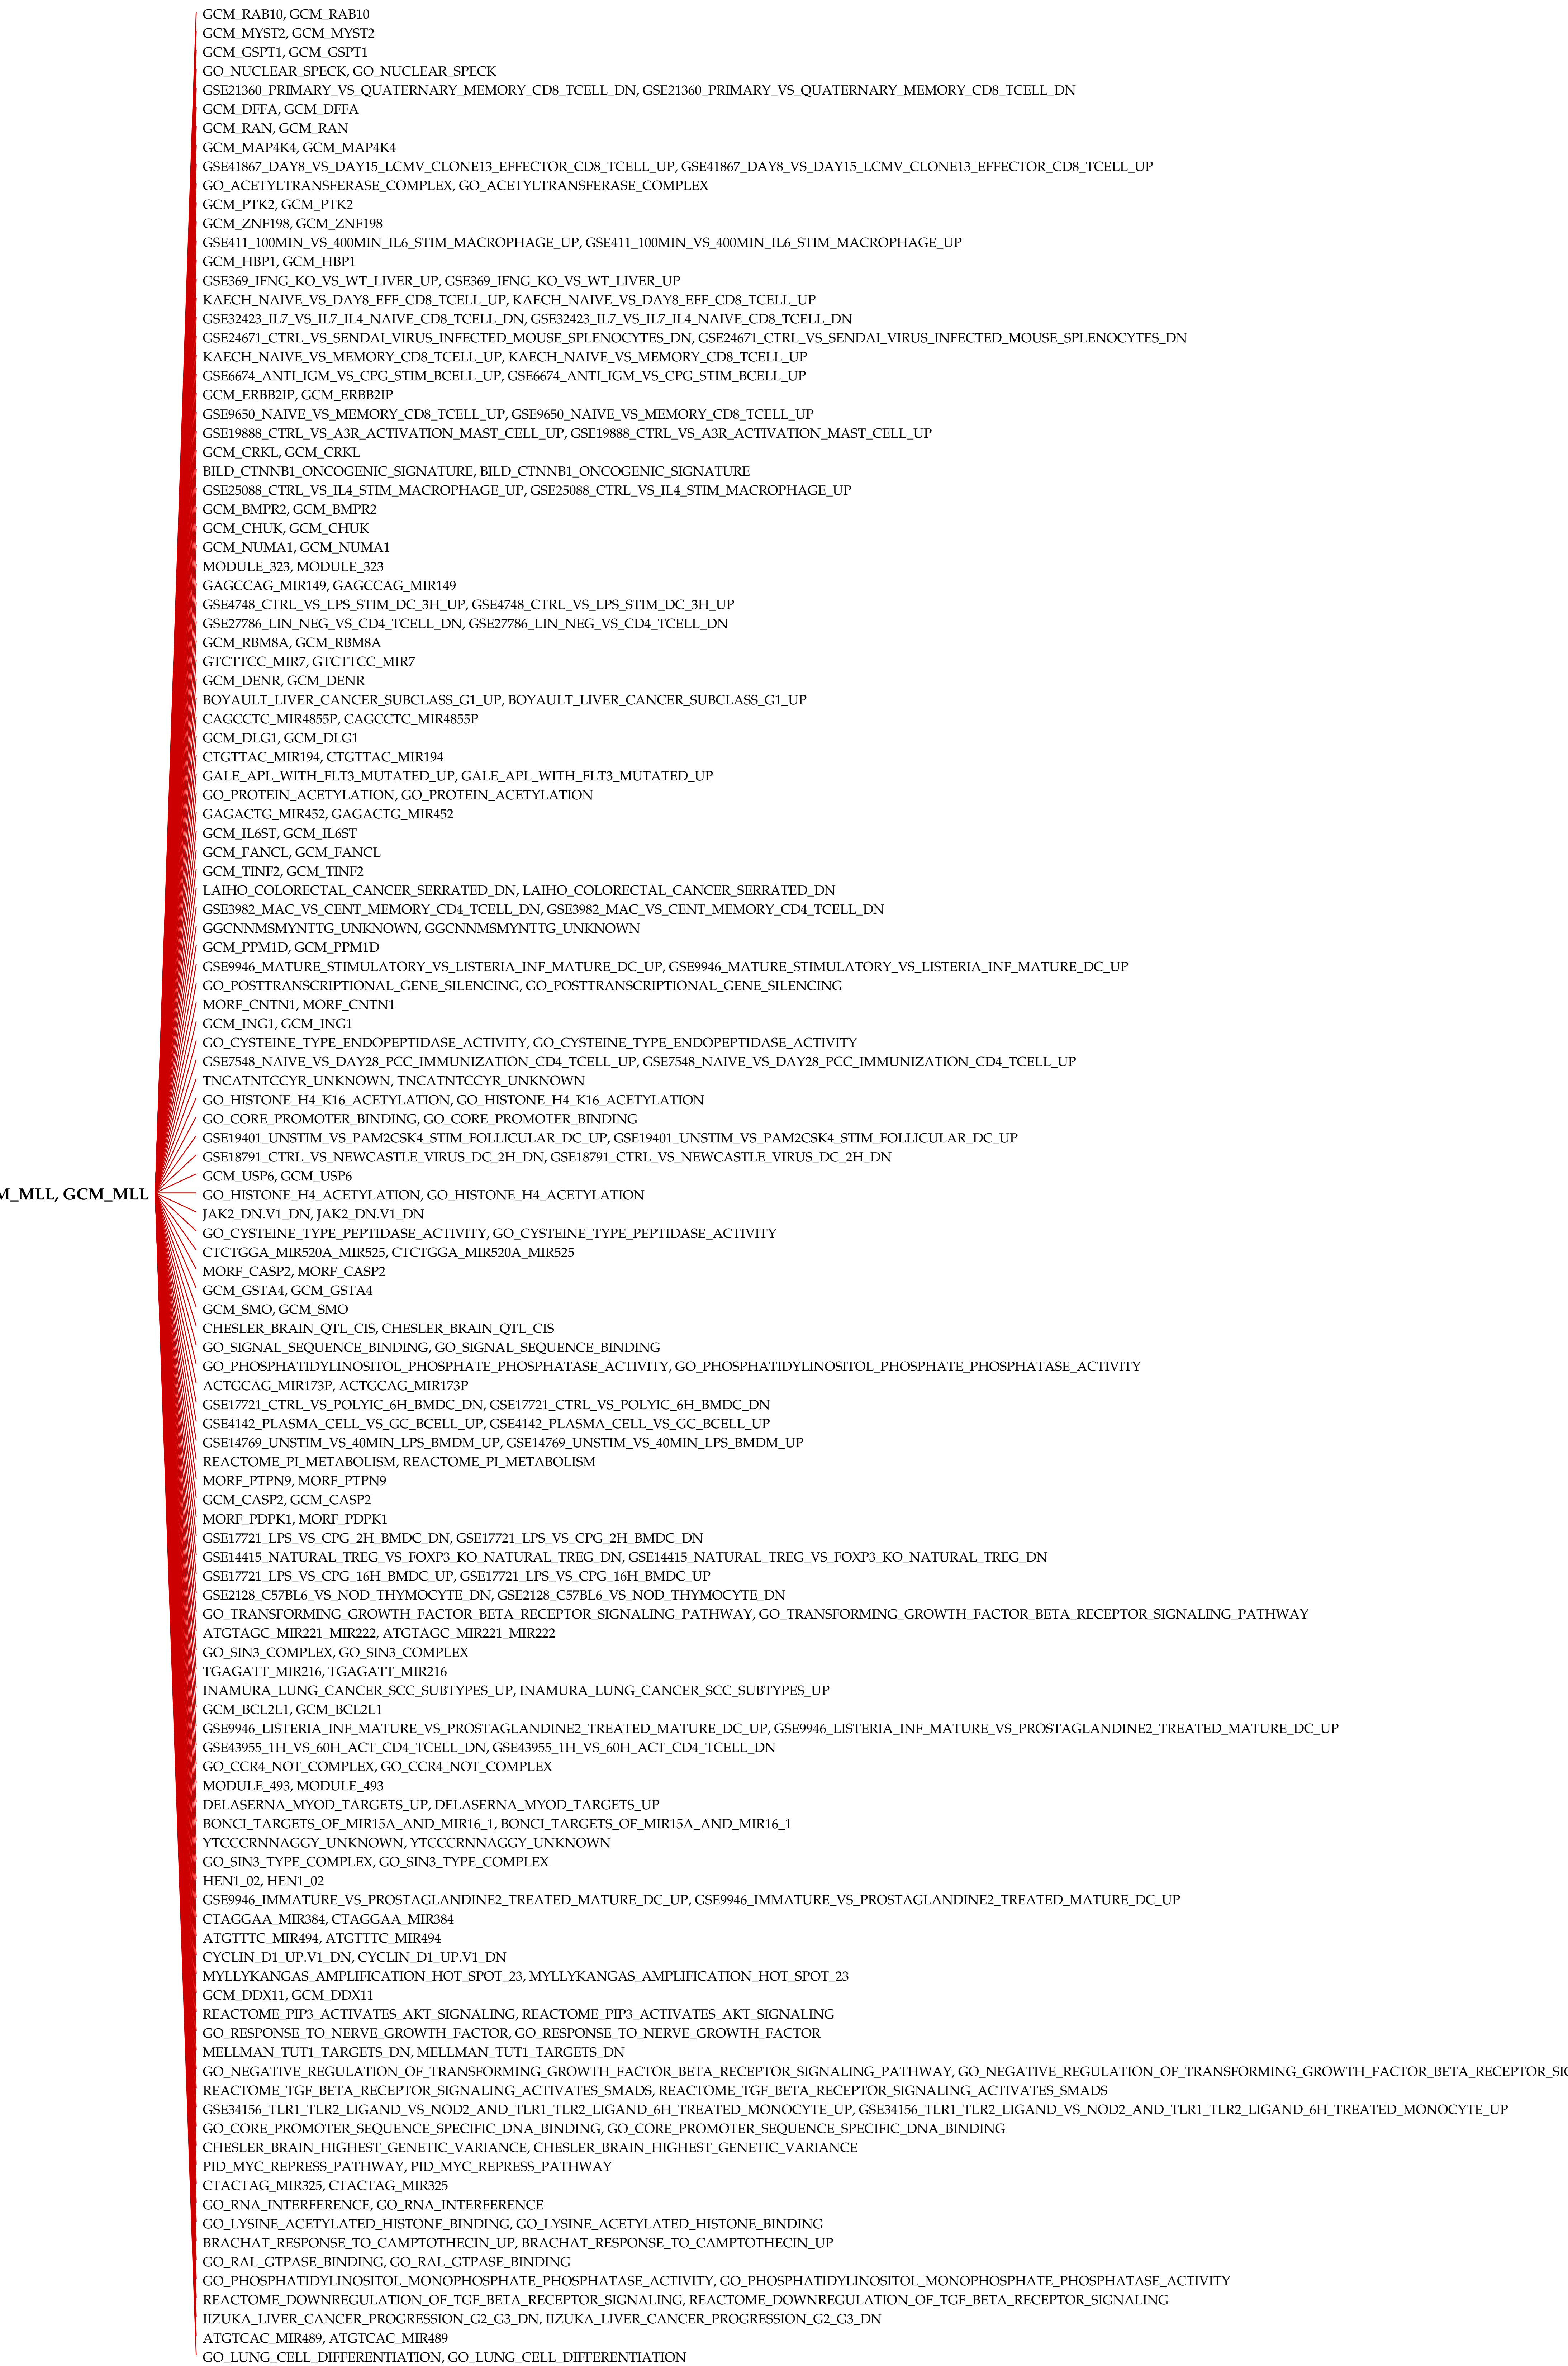 GCM_RAB10, GCM_RAB10
GCM_MYST2, GCM_MYST2
GCM_GSPT1, GCM_GSPT1
GO_NUCLEAR_SPECK, GO_NUCLEAR_SPECK
GSE21360_PRIMARY_VS_QUATERNARY_MEMORY_CD8_TCELL_DN, GSE21360_PRIMARY_VS_QUATERNARY_MEMORY_CD8_TCELL_DN
GCM_DFFA, GCM_DFFA
GCM_RAN, GCM_RAN
GCM_MAP4K4, GCM_MAP4K4
GSE41867_DAY8_VS_DAY15_LCMV_CLONE13_EFFECTOR_CD8_TCELL_UP, GSE41867_DAY8_VS_DAY15_LCMV_CLONE13_EFFECTOR_CD8_TCELL_UP
GO_ACETYLTRANSFERASE_COMPLEX, GO_ACETYLTRANSFERASE_COMPLEX
GCM_PTK2, GCM_PTK2
GCM_ZNF198, GCM_ZNF198
GSE411_100MIN_VS_400MIN_IL6_STIM_MACROPHAGE_UP, GSE411_100MIN_VS_400MIN_IL6_STIM_MACROPHAGE_UP
GCM_HBP1, GCM_HBP1
GSE369_IFNG_KO_VS_WT_LIVER_UP, GSE369_IFNG_KO_VS_WT_LIVER_UP
KAECH_NAIVE_VS_DAY8_EFF_CD8_TCELL_UP, KAECH_NAIVE_VS_DAY8_EFF_CD8_TCELL_UP
GSE32423_IL7_VS_IL7_IL4_NAIVE_CD8_TCELL_DN, GSE32423_IL7_VS_IL7_IL4_NAIVE_CD8_TCELL_DN
GSE24671_CTRL_VS_SENDAI_VIRUS_INFECTED_MOUSE_SPLENOCYTES_DN, GSE24671_CTRL_VS_SENDAI_VIRUS_INFECTED_MOUSE_SPLENOCYTES_DN
KAECH_NAIVE_VS_MEMORY_CD8_TCELL_UP, KAECH_NAIVE_VS_MEMORY_CD8_TCELL_UP
GSE6674_ANTI_IGM_VS_CPG_STIM_BCELL_UP, GSE6674_ANTI_IGM_VS_CPG_STIM_BCELL_UP
GCM_ERBB2IP, GCM_ERBB2IP
GSE9650_NAIVE_VS_MEMORY_CD8_TCELL_UP, GSE9650_NAIVE_VS_MEMORY_CD8_TCELL_UP
GSE19888_CTRL_VS_A3R_ACTIVATION_MAST_CELL_UP, GSE19888_CTRL_VS_A3R_ACTIVATION_MAST_CELL_UP
GCM_CRKL, GCM_CRKL
BILD_CTNNB1_ONCOGENIC_SIGNATURE, BILD_CTNNB1_ONCOGENIC_SIGNATURE
GSE25088_CTRL_VS_IL4_STIM_MACROPHAGE_UP, GSE25088_CTRL_VS_IL4_STIM_MACROPHAGE_UP
GCM_BMPR2, GCM_BMPR2
GCM_CHUK, GCM_CHUK
GCM_NUMA1, GCM_NUMA1
MODULE_323, MODULE_323
GAGCCAG_MIR149, GAGCCAG_MIR149
GSE4748_CTRL_VS_LPS_STIM_DC_3H_UP, GSE4748_CTRL_VS_LPS_STIM_DC_3H_UP
GSE27786_LIN_NEG_VS_CD4_TCELL_DN, GSE27786_LIN_NEG_VS_CD4_TCELL_DN
GCM_RBM8A, GCM_RBM8A
GTCTTCC_MIR7, GTCTTCC_MIR7
GCM_DENR, GCM_DENR
BOYAULT_LIVER_CANCER_SUBCLASS_G1_UP, BOYAULT_LIVER_CANCER_SUBCLASS_G1_UP
CAGCCTC_MIR4855P, CAGCCTC_MIR4855P
GCM_DLG1, GCM_DLG1
CTGTTAC_MIR194, CTGTTAC_MIR194
GALE_APL_WITH_FLT3_MUTATED_UP, GALE_APL_WITH_FLT3_MUTATED_UP
GO_PROTEIN_ACETYLATION, GO_PROTEIN_ACETYLATION
GAGACTG_MIR452, GAGACTG_MIR452
GCM_IL6ST, GCM_IL6ST
GCM_FANCL, GCM_FANCL
GCM_TINF2, GCM_TINF2
LAIHO_COLORECTAL_CANCER_SERRATED_DN, LAIHO_COLORECTAL_CANCER_SERRATED_DN
GSE3982_MAC_VS_CENT_MEMORY_CD4_TCELL_DN, GSE3982_MAC_VS_CENT_MEMORY_CD4_TCELL_DN
GGCNNMSMYNTTG_UNKNOWN, GGCNNMSMYNTTG_UNKNOWN
GCM_PPM1D, GCM_PPM1D
GSE9946_MATURE_STIMULATORY_VS_LISTERIA_INF_MATURE_DC_UP, GSE9946_MATURE_STIMULATORY_VS_LISTERIA_INF_MATURE_DC_UP
GO_POSTTRANSCRIPTIONAL_GENE_SILENCING, GO_POSTTRANSCRIPTIONAL_GENE_SILENCING
MORF_CNTN1, MORF_CNTN1
GCM_ING1, GCM_ING1
GO_CYSTEINE_TYPE_ENDOPEPTIDASE_ACTIVITY, GO_CYSTEINE_TYPE_ENDOPEPTIDASE_ACTIVITY
GSE7548_NAIVE_VS_DAY28_PCC_IMMUNIZATION_CD4_TCELL_UP, GSE7548_NAIVE_VS_DAY28_PCC_IMMUNIZATION_CD4_TCELL_UP
TNCATNTCCYR_UNKNOWN, TNCATNTCCYR_UNKNOWN
GO_HISTONE_H4_K16_ACETYLATION, GO_HISTONE_H4_K16_ACETYLATION
GO_CORE_PROMOTER_BINDING, GO_CORE_PROMOTER_BINDING
GSE19401_UNSTIM_VS_PAM2CSK4_STIM_FOLLICULAR_DC_UP, GSE19401_UNSTIM_VS_PAM2CSK4_STIM_FOLLICULAR_DC_UP
GSE18791_CTRL_VS_NEWCASTLE_VIRUS_DC_2H_DN, GSE18791_CTRL_VS_NEWCASTLE_VIRUS_DC_2H_DN
GCM_USP6, GCM_USP6
M_MLL, GCM_MLL
GO_HISTONE_H4_ACETYLATION, GO_HISTONE_H4_ACETYLATION
JAK2_DN.V1_DN, JAK2_DN.V1_DN
GO_CYSTEINE_TYPE_PEPTIDASE_ACTIVITY, GO_CYSTEINE_TYPE_PEPTIDASE_ACTIVITY
CTCTGGA_MIR520A_MIR525, CTCTGGA_MIR520A_MIR525
MORF_CASP2, MORF_CASP2
GCM_GSTA4, GCM_GSTA4
GCM_SMO, GCM_SMO
CHESLER_BRAIN_QTL_CIS, CHESLER_BRAIN_QTL_CIS
GO_SIGNAL_SEQUENCE_BINDING, GO_SIGNAL_SEQUENCE_BINDING
GO_PHOSPHATIDYLINOSITOL_PHOSPHATE_PHOSPHATASE_ACTIVITY, GO_PHOSPHATIDYLINOSITOL_PHOSPHATE_PHOSPHATASE_ACTIVITY
ACTGCAG_MIR173P, ACTGCAG_MIR173P
GSE17721_CTRL_VS_POLYIC_6H_BMDC_DN, GSE17721_CTRL_VS_POLYIC_6H_BMDC_DN
GSE4142_PLASMA_CELL_VS_GC_BCELL_UP, GSE4142_PLASMA_CELL_VS_GC_BCELL_UP
GSE14769_UNSTIM_VS_40MIN_LPS_BMDM_UP, GSE14769_UNSTIM_VS_40MIN_LPS_BMDM_UP
REACTOME_PI_METABOLISM, REACTOME_PI_METABOLISM
MORF_PTPN9, MORF_PTPN9
GCM_CASP2, GCM_CASP2
MORF_PDPK1, MORF_PDPK1
GSE17721_LPS_VS_CPG_2H_BMDC_DN, GSE17721_LPS_VS_CPG_2H_BMDC_DN
GSE14415_NATURAL_TREG_VS_FOXP3_KO_NATURAL_TREG_DN, GSE14415_NATURAL_TREG_VS_FOXP3_KO_NATURAL_TREG_DN
GSE17721_LPS_VS_CPG_16H_BMDC_UP, GSE17721_LPS_VS_CPG_16H_BMDC_UP
GSE2128_C57BL6_VS_NOD_THYMOCYTE_DN, GSE2128_C57BL6_VS_NOD_THYMOCYTE_DN
GO_TRANSFORMING_GROWTH_FACTOR_BETA_RECEPTOR_SIGNALING_PATHWAY, GO_TRANSFORMING_GROWTH_FACTOR_BETA_RECEPTOR_SIGNALING_PATHWAY
ATGTAGC_MIR221_MIR222, ATGTAGC_MIR221_MIR222
GO_SIN3_COMPLEX, GO_SIN3_COMPLEX
TGAGATT_MIR216, TGAGATT_MIR216
INAMURA_LUNG_CANCER_SCC_SUBTYPES_UP, INAMURA_LUNG_CANCER_SCC_SUBTYPES_UP
GCM_BCL2L1, GCM_BCL2L1
GSE9946_LISTERIA_INF_MATURE_VS_PROSTAGLANDINE2_TREATED_MATURE_DC_UP, GSE9946_LISTERIA_INF_MATURE_VS_PROSTAGLANDINE2_TREATED_MATURE_DC_UP
GSE43955_1H_VS_60H_ACT_CD4_TCELL_DN, GSE43955_1H_VS_60H_ACT_CD4_TCELL_DN
GO_CCR4_NOT_COMPLEX, GO_CCR4_NOT_COMPLEX
MODULE_493, MODULE_493
DELASERNA_MYOD_TARGETS_UP, DELASERNA_MYOD_TARGETS_UP
BONCI_TARGETS_OF_MIR15A_AND_MIR16_1, BONCI_TARGETS_OF_MIR15A_AND_MIR16_1
YTCCCRNNAGGY_UNKNOWN, YTCCCRNNAGGY_UNKNOWN
GO_SIN3_TYPE_COMPLEX, GO_SIN3_TYPE_COMPLEX
HEN1_02, HEN1_02
GSE9946_IMMATURE_VS_PROSTAGLANDINE2_TREATED_MATURE_DC_UP, GSE9946_IMMATURE_VS_PROSTAGLANDINE2_TREATED_MATURE_DC_UP
CTAGGAA_MIR384, CTAGGAA_MIR384
ATGTTTC_MIR494, ATGTTTC_MIR494
CYCLIN_D1_UP.V1_DN, CYCLIN_D1_UP.V1_DN
MYLLYKANGAS_AMPLIFICATION_HOT_SPOT_23, MYLLYKANGAS_AMPLIFICATION_HOT_SPOT_23
GCM_DDX11, GCM_DDX11
REACTOME_PIP3_ACTIVATES_AKT_SIGNALING, REACTOME_PIP3_ACTIVATES_AKT_SIGNALING
GO_RESPONSE_TO_NERVE_GROWTH_FACTOR, GO_RESPONSE_TO_NERVE_GROWTH_FACTOR
MELLMAN_TUT1_TARGETS_DN, MELLMAN_TUT1_TARGETS_DN
GO_NEGATIVE_REGULATION_OF_TRANSFORMING_GROWTH_FACTOR_BETA_RECEPTOR_SIGNALING_PATHWAY, GO_NEGATIVE_REGULATION_OF_TRANSFORMING_GROWTH_FACTOR_BETA_RECEPTOR_SIG
REACTOME_TGF_BETA_RECEPTOR_SIGNALING_ACTIVATES_SMADS, REACTOME_TGF_BETA_RECEPTOR_SIGNALING_ACTIVATES_SMADS
GSE34156_TLR1_TLR2_LIGAND_VS_NOD2_AND_TLR1_TLR2_LIGAND_6H_TREATED_MONOCYTE_UP, GSE34156_TLR1_TLR2_LIGAND_VS_NOD2_AND_TLR1_TLR2_LIGAND_6H_TREATED_MONOCYTE_UP
GO_CORE_PROMOTER_SEQUENCE_SPECIFIC_DNA_BINDING, GO_CORE_PROMOTER_SEQUENCE_SPECIFIC_DNA_BINDING
CHESLER_BRAIN_HIGHEST_GENETIC_VARIANCE, CHESLER_BRAIN_HIGHEST_GENETIC_VARIANCE
PID_MYC_REPRESS_PATHWAY, PID_MYC_REPRESS_PATHWAY
CTACTAG_MIR325, CTACTAG_MIR325
GO_RNA_INTERFERENCE, GO_RNA_INTERFERENCE
GO_LYSINE_ACETYLATED_HISTONE_BINDING, GO_LYSINE_ACETYLATED_HISTONE_BINDING
BRACHAT_RESPONSE_TO_CAMPTOTHECIN_UP, BRACHAT_RESPONSE_TO_CAMPTOTHECIN_UP
GO_RAL_GTPASE_BINDING, GO_RAL_GTPASE_BINDING
GO_PHOSPHATIDYLINOSITOL_MONOPHOSPHATE_PHOSPHATASE_ACTIVITY, GO_PHOSPHATIDYLINOSITOL_MONOPHOSPHATE_PHOSPHATASE_ACTIVITY
REACTOME_DOWNREGULATION_OF_TGF_BETA_RECEPTOR_SIGNALING, REACTOME_DOWNREGULATION_OF_TGF_BETA_RECEPTOR_SIGNALING
IIZUKA_LIVER_CANCER_PROGRESSION_G2_G3_DN, IIZUKA_LIVER_CANCER_PROGRESSION_G2_G3_DN
ATGTCAC_MIR489, ATGTCAC_MIR489
GO_LUNG_CELL_DIFFERENTIATION, GO_LUNG_CELL_DIFFERENTIATION